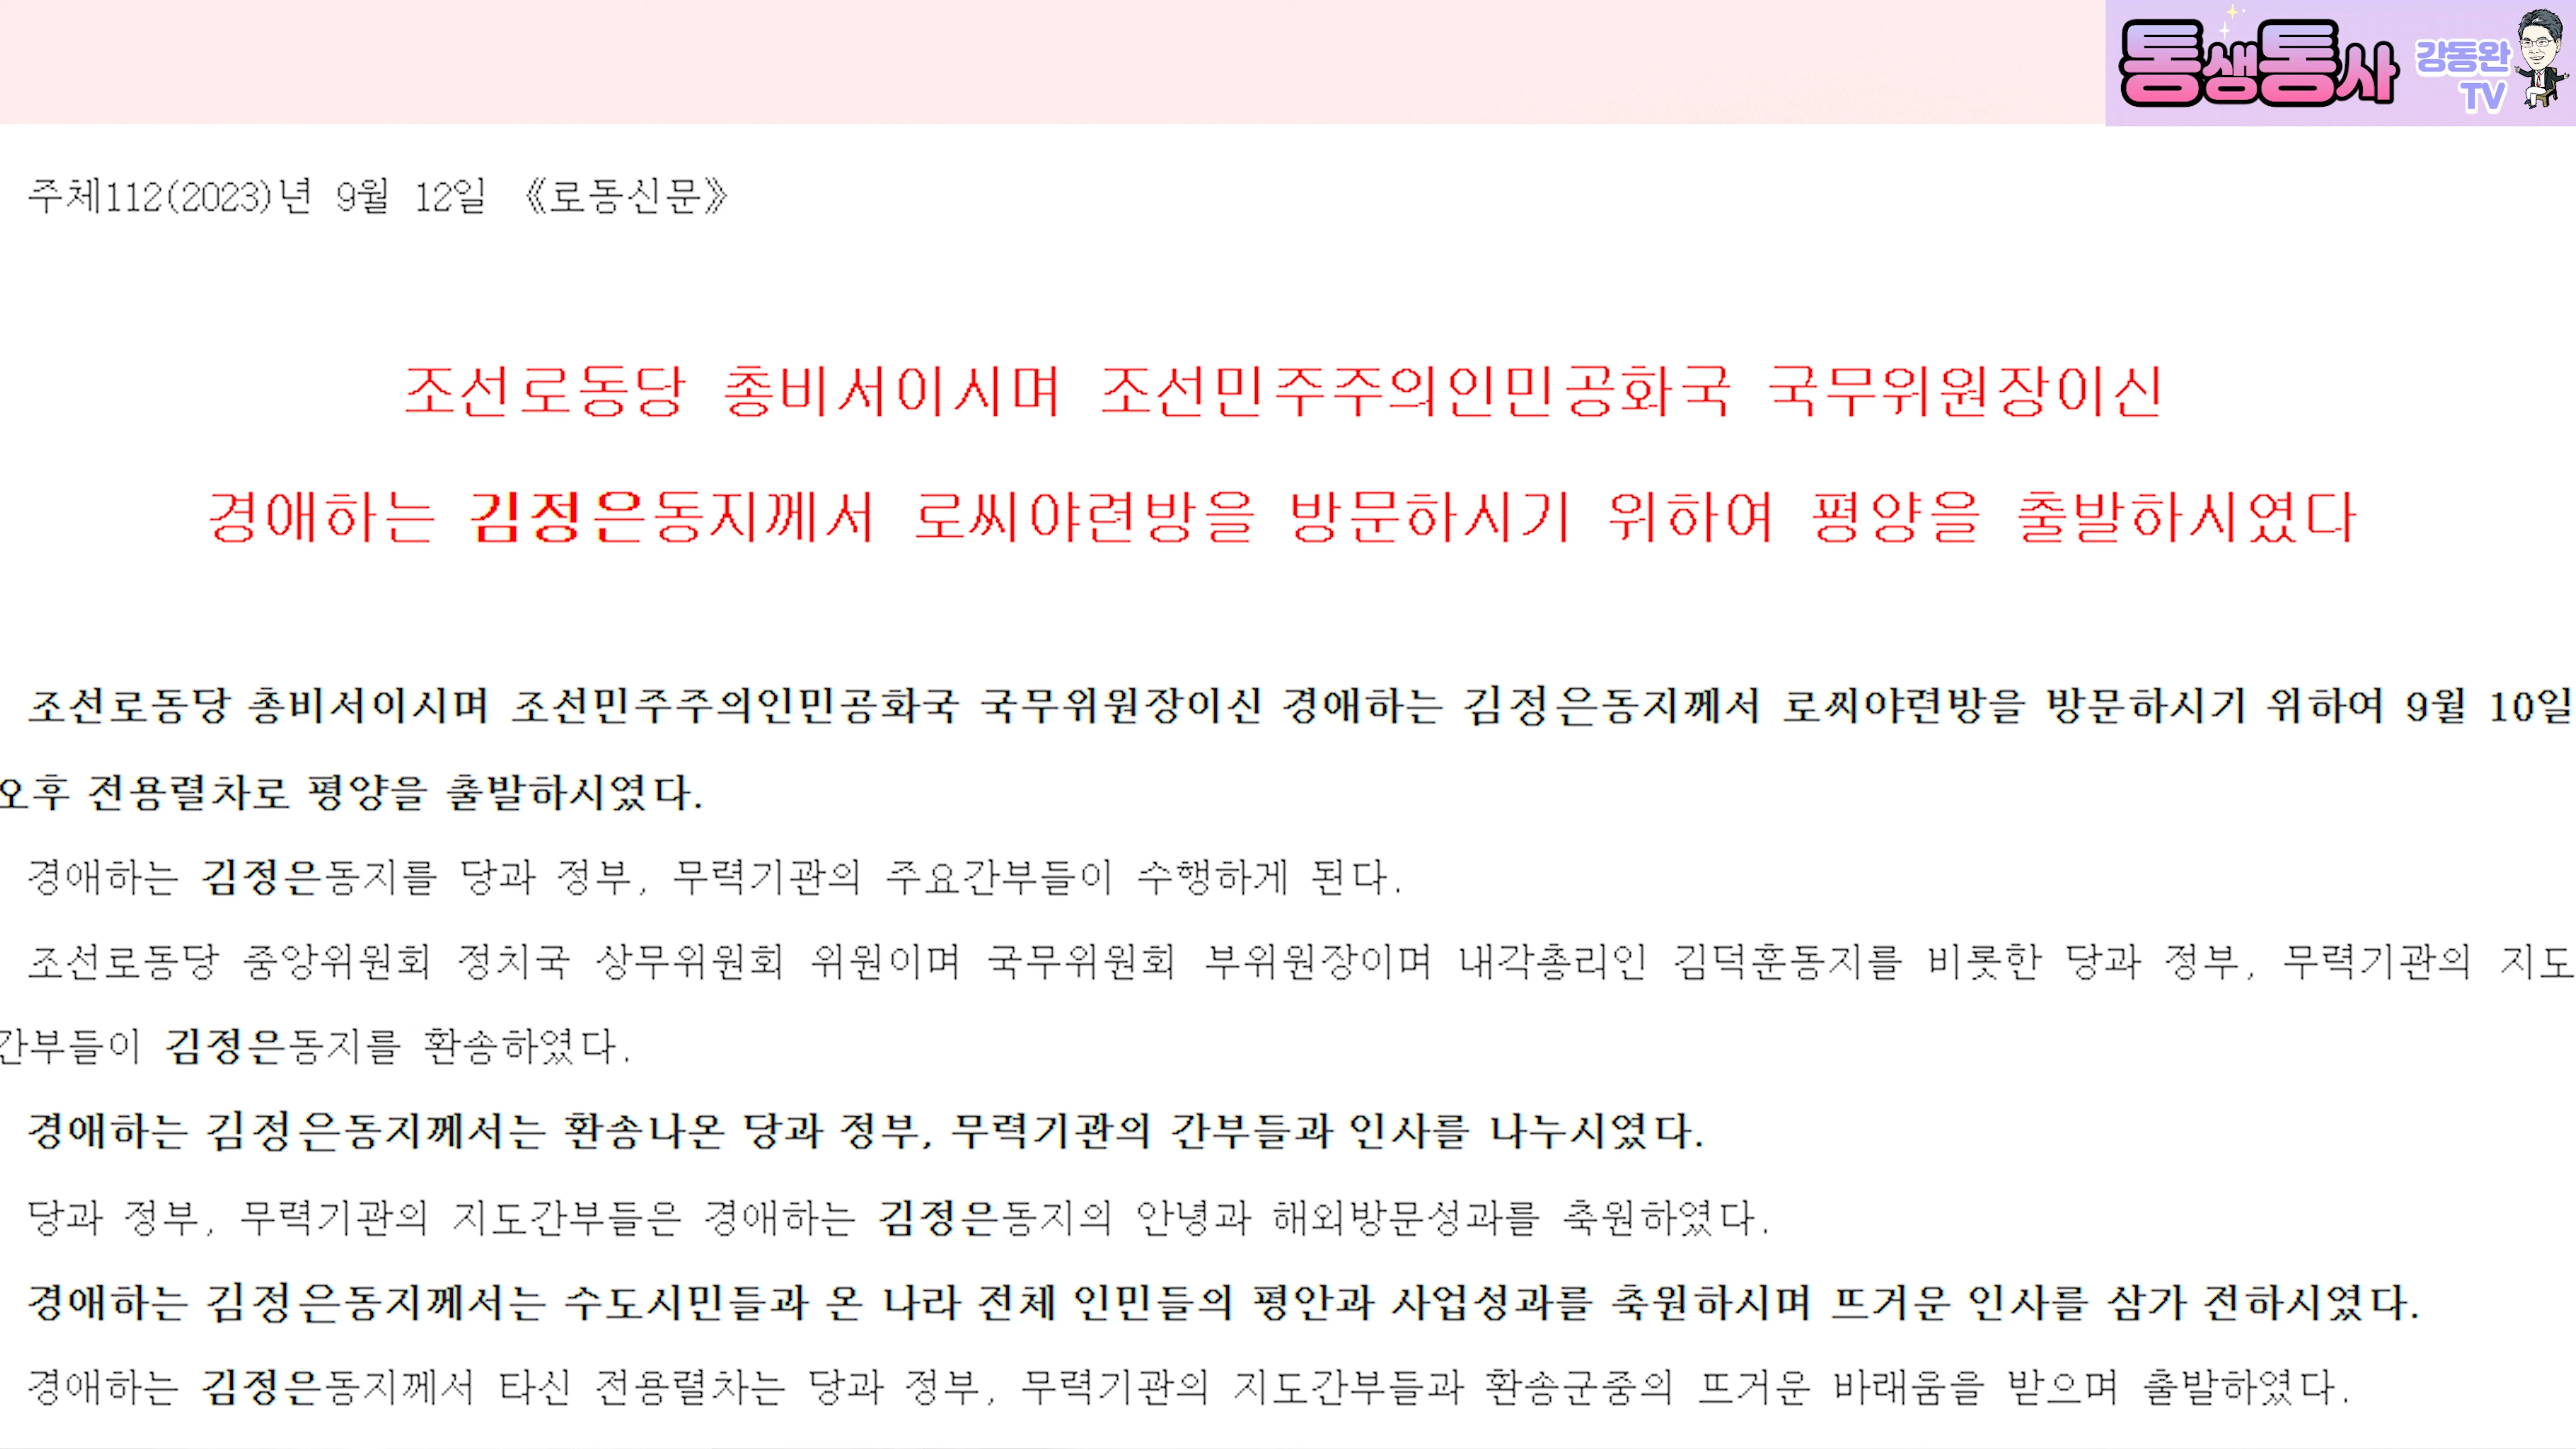 통생통사 강동완
TV
주체112(2023)년 9월 12일 《로동신문》
조선로동당 총비서이시며 조선민주주의인민공화국 국무위원장이신
경애하는 김정은동지께서 로씨야련방을 방문하시기 위하여 평양을 출발하시였다
조선로동당 총비서이시며 조선민주주의인민공화국 국무위원장이신 경애하는 김정은동지께서 로씨야련방을 방문하시기 위하여 9월 10일
오후 전용렬차로 평양을 출발하시였다.
경애하는 김정은동지를 당과 정부, 무력기관의 주요간부들이 수행하게 된다.
조선로동당 중앙위원회 정치국 상무위원회 위원이며 국무위원회 부위원장이며 내각총리인 김덕훈동지를 비롯한 당과 정부, 무력기관의 지도
간부들이 김정은동지를 환송하였다.
경애하는 김정은동지께서는 환송나온 당과 정부, 무력기관의 간부들과 인사를 나누시였다.
당과 정부, 무력기관의 지도간부들은 경애하는 김정은동지의 안녕과 해외방문성과를 축원하였다.
경애하는 김정은동지께서는 수도시민들과 온 나라 전체 인민들의 평안과 사업성과를 축원하시며 뜨거운 인사를 삼가 전하시였다.
경애하는 김정은동지께서 타신 전용렬차는 당과 정부, 무력기관의 지도간부들과 환송군중의 뜨거운 바래움을 받으며 출발하였다.